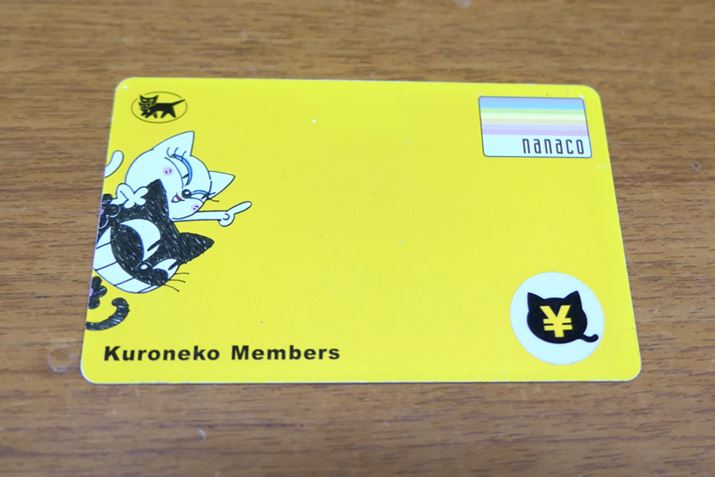 nanaco
¥
Kuroneko Members